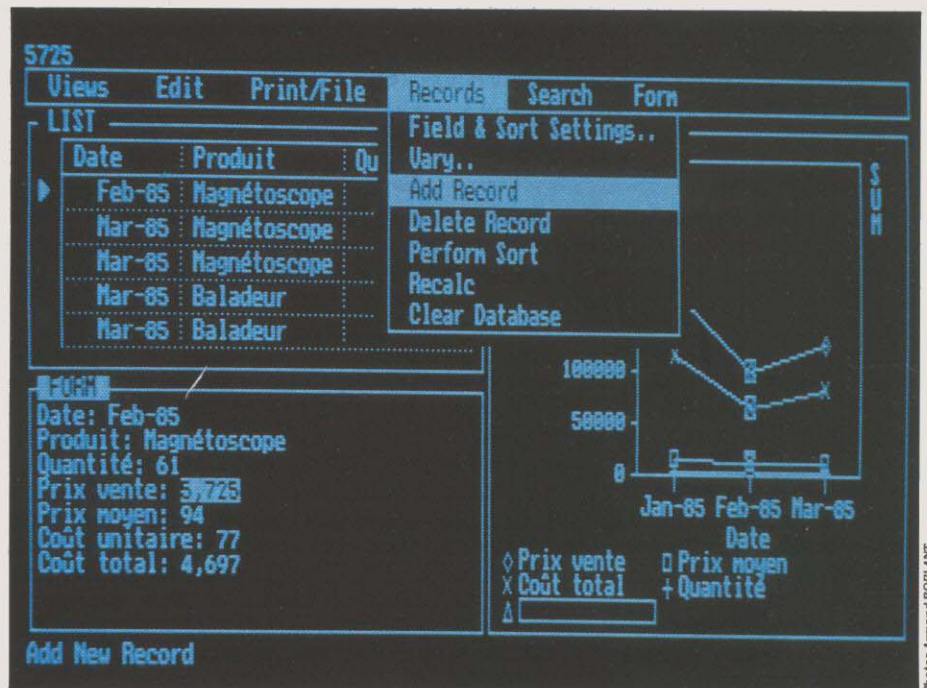 5725
Views Edit Print/File Records Search Form
LIST
Date Produit Qu
Feb-85 Magnétoscope
Mar-85 Magnétoscope
Mar-85 Magnétoscope
Mar-85 Baladeur
Mar-85 Baladeur
Field & Sort Settings..
Vary..
Add Record
Delete Record
Perform Sort
Recalc
Clear Database
SUM
100000
50000
0
Jan-85 Feb-85 Mar-85
Date
Prix vente Prix moyen
Coût total Quantité
FORM
Date: Feb-85
Produit: Magnétoscope
Quantité: 61
Prix vente: 5,725
Prix moyen: 94
Coût unitaire: 77
Coût total: 4,697
Add New Record